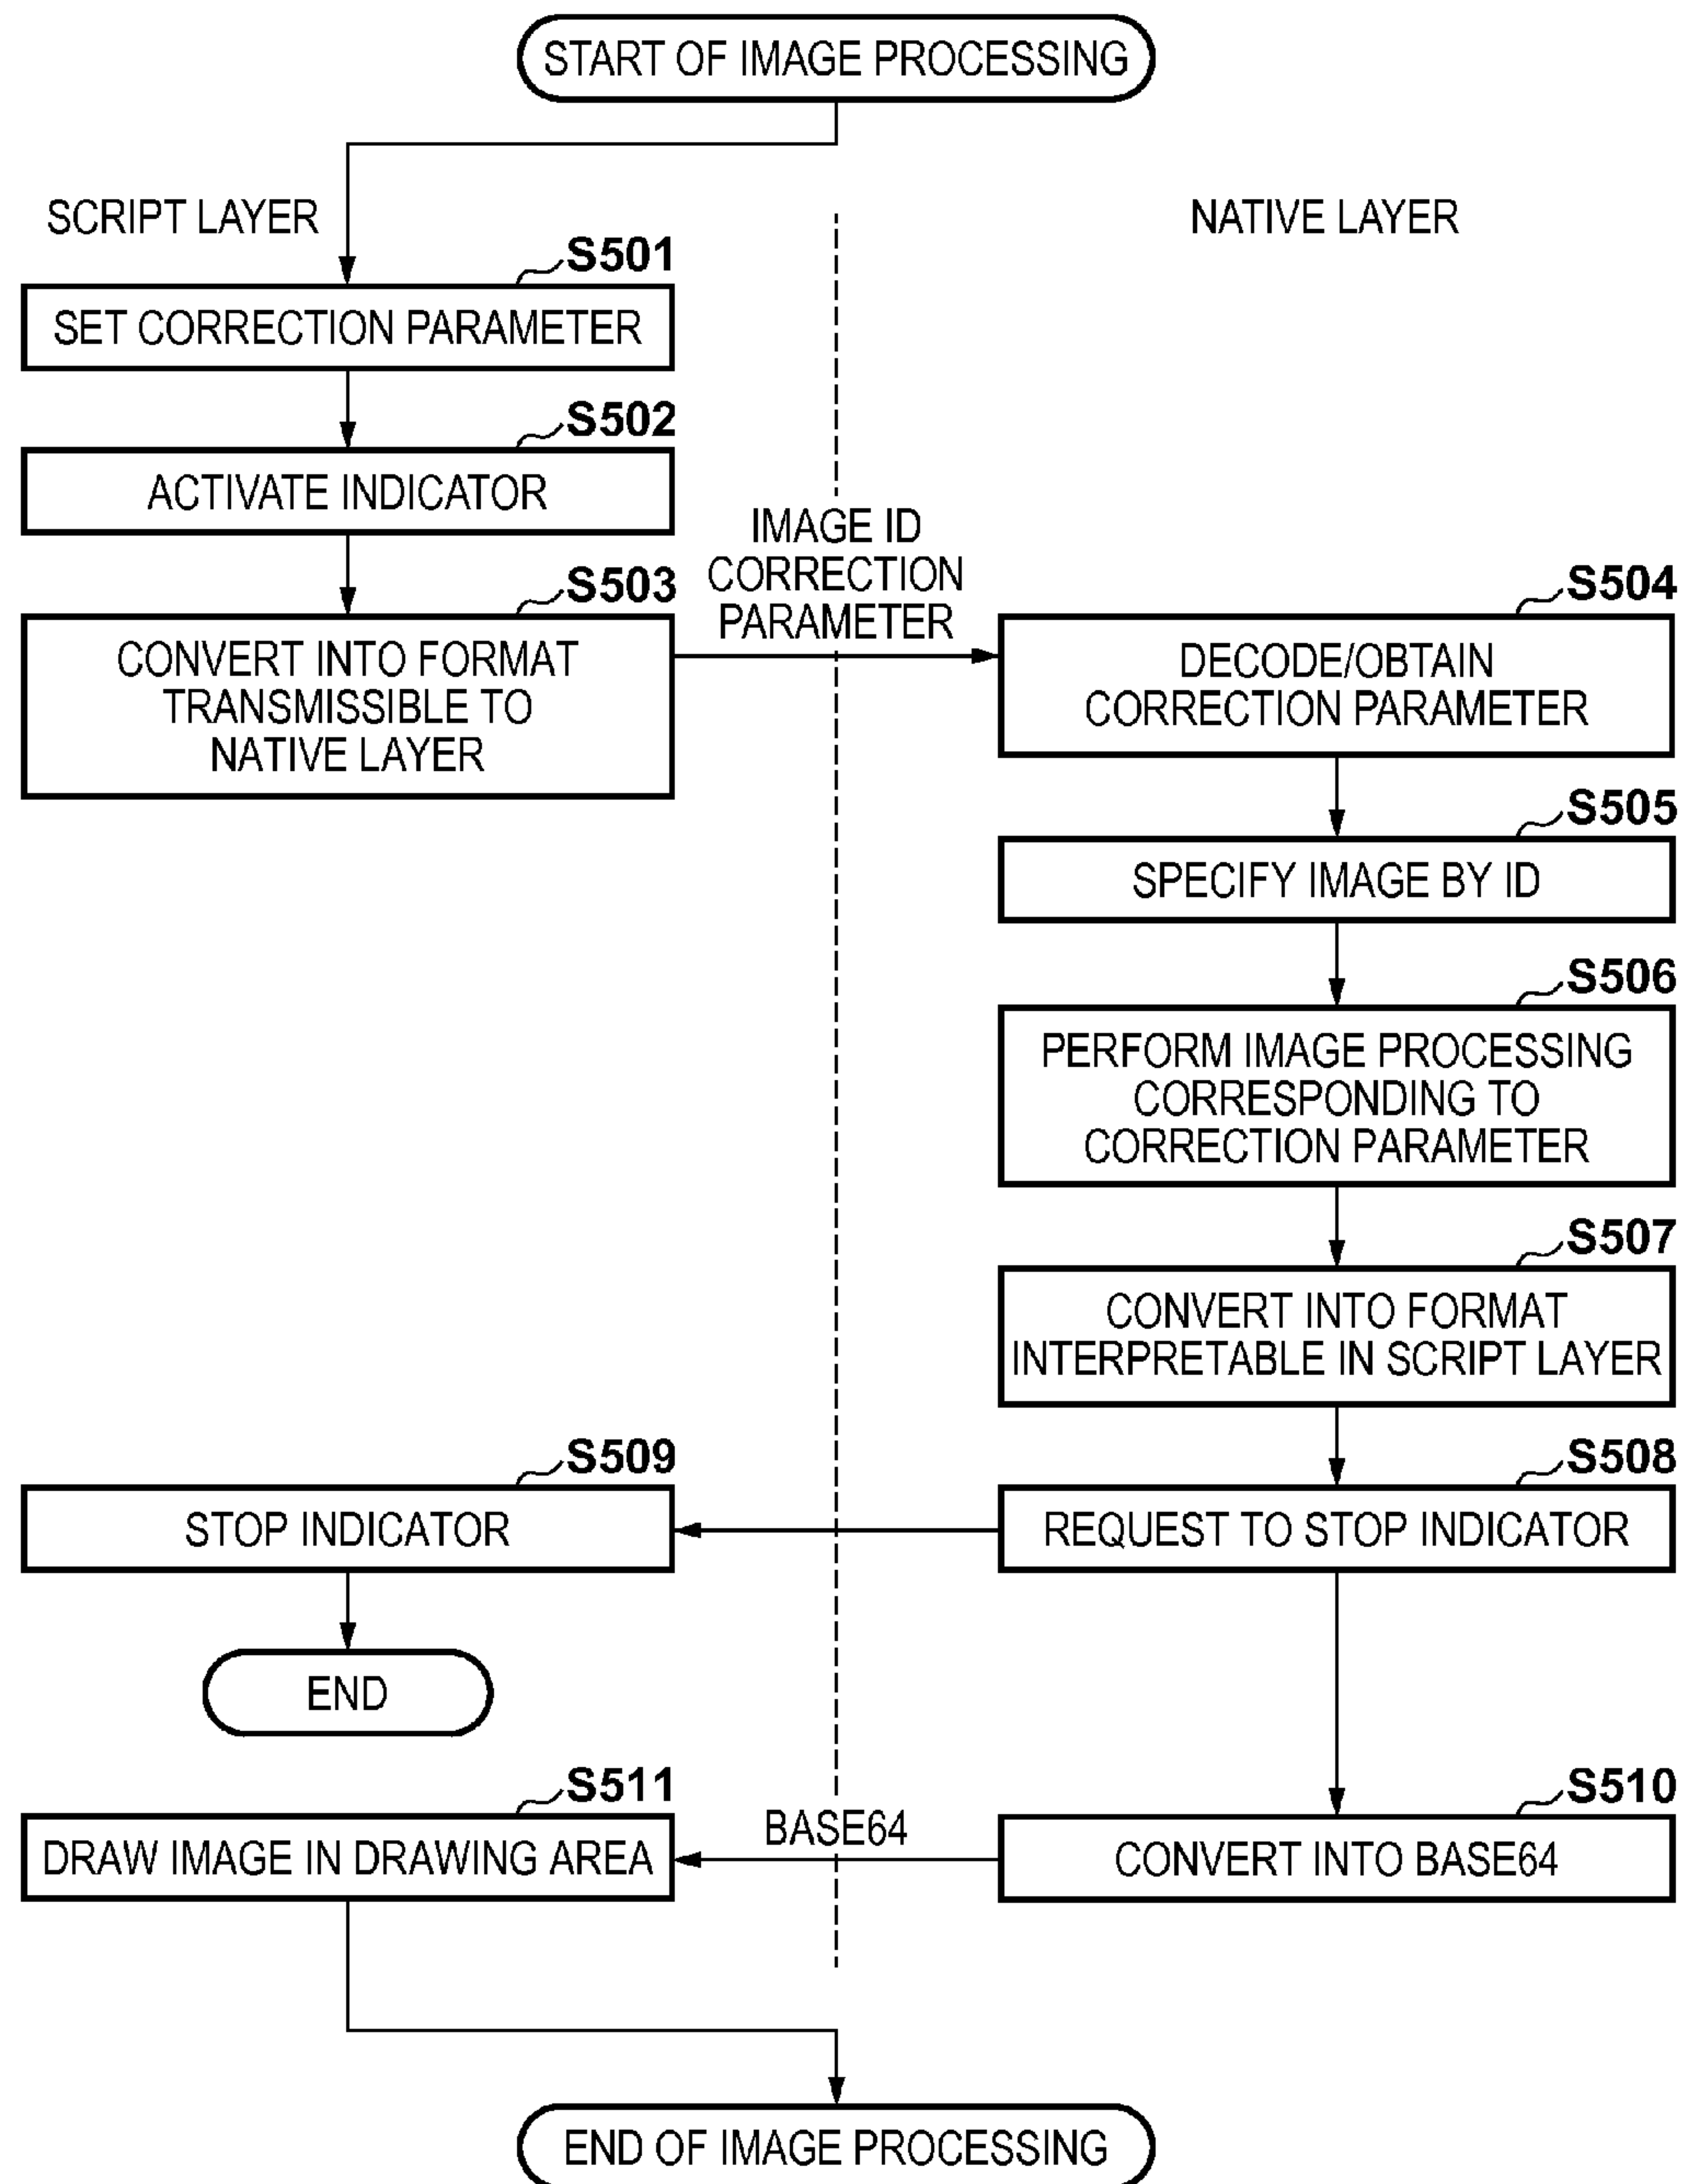 START OF IMAGE PROCESSING
SCRIPT LAYER
NATIVE LAYER
S501
SET CORRECTION PARAMETER
S502
ACTIVATE INDICATOR
S503
CONVERT INTO FORMAT
TRANSMISSIBLE TO
NATIVE LAYER
IMAGE ID
CORRECTION
PARAMETER
S504
DECODE/OBTAIN
CORRECTION PARAMETER
S505
SPECIFY IMAGE BY ID
S506
PERFORM IMAGE PROCESSING
CORRESPONDING TO
CORRECTION PARAMETER
S507
CONVERT INTO FORMAT
INTERPRETABLE IN SCRIPT LAYER
S508
REQUEST TO STOP INDICATOR
S509
STOP INDICATOR
END
S510
CONVERT INTO BASE64
BASE64
S511
DRAW IMAGE IN DRAWING AREA
END OF IMAGE PROCESSING